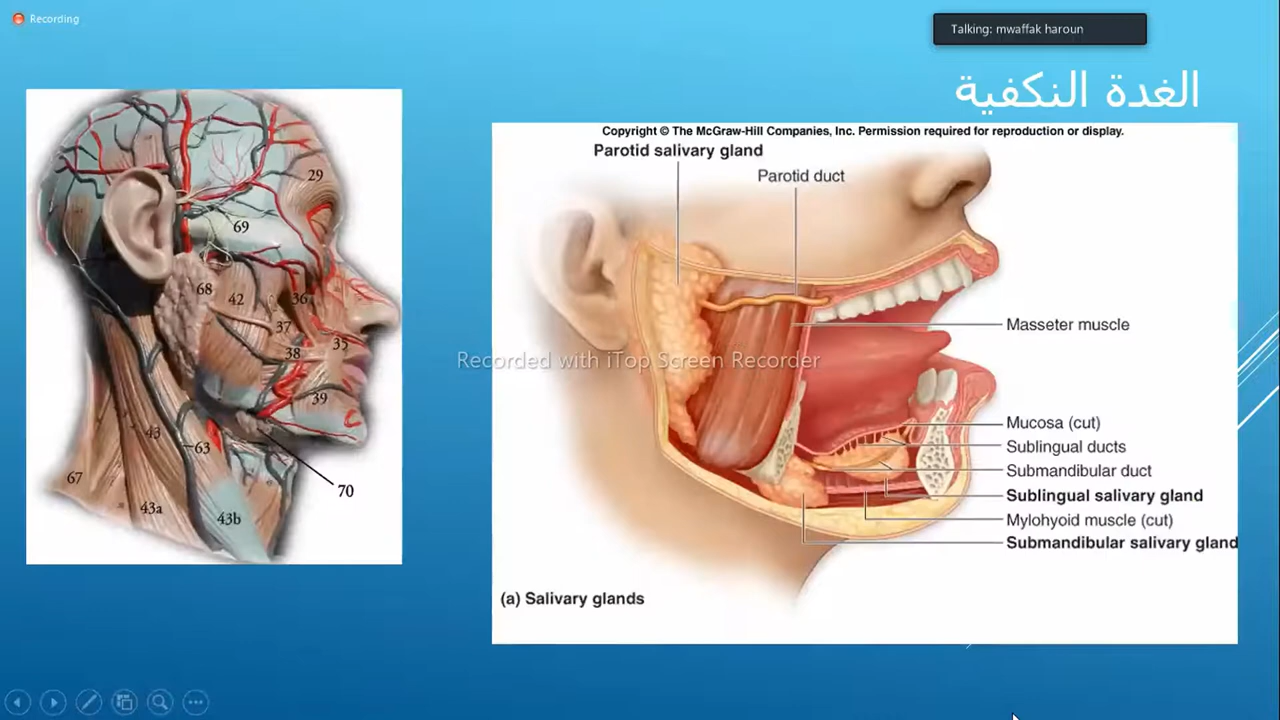 Recording
Talking: mwaffak haroun
الغدة النكفية
Copyright © The McGraw-Hill Companies, Inc. Permission required for reproduction or display.
Parotid salivary gland
Parotid duct
Masseter muscle
Recorded with iTop Screen Recorder
Mucosa (cut)
Sublingual ducts
Submandibular duct
Sublingual salivary gland
Mylohyoid muscle (cut)
Submandibular salivary gland
(a) Salivary glands
29
69
68
42
36
37
38
35
39
43
63
67
70
43a
43b